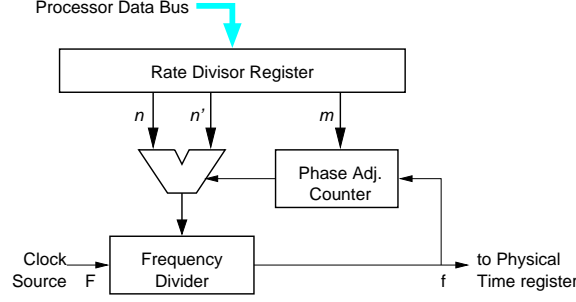 Processor Data Bus
Rate Divisor Register
n n' m
Phase Adj.
Counter
Clock
Source F
Frequency
Divider
f
to Physical
Time register